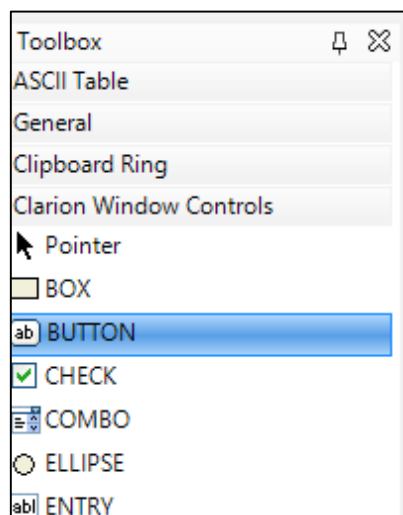 Toolbox
ASCII Table
General
Clipboard Ring
Clarion Window Controls
Pointer
BOX
ab BUTTON
CHECK
COMBO
ELLIPSE
abl ENTRY